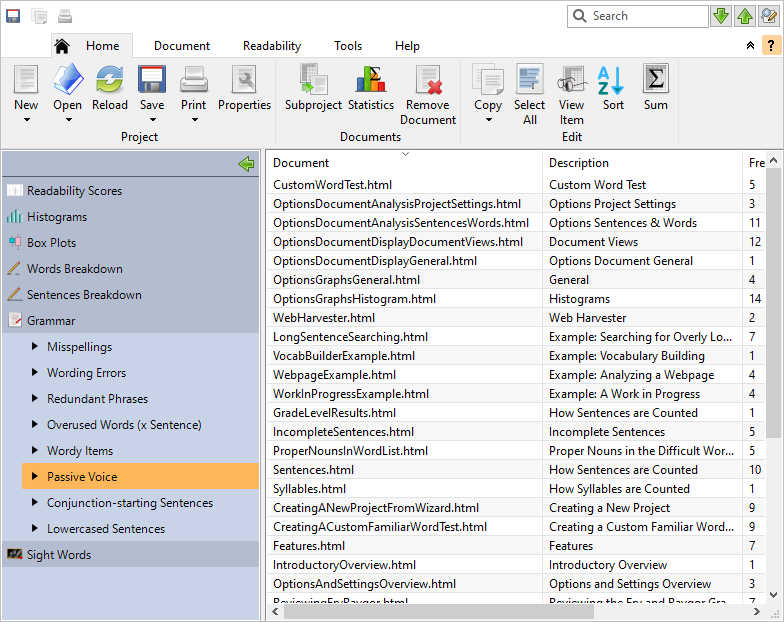 Search
Home Document Readability Tools Help
?
New Open Reload Save Print Properties Subproject Statistics Remove Document Copy Select All View Item Sort Sum
Project Documents Edit
Readability Scores
Histograms
Box Plots
Words Breakdown
Sentences Breakdown
Grammar
Misspellings
Wording Errors
Redundant Phrases
Overused Words (x Sentence)
Wordy Items
Passive Voice
Conjunction-starting Sentences
Lowercased Sentences
Sight Words
Document Description Fre
CustomWordTest.html Custom Word Test 5
OptionsDocumentAnalysisProjectSettings.html Options Project Settings 3
OptionsDocumentAnalysisSentencesWords.html Options Sentences & Words 11
OptionsDocumentDisplayDocumentViews.html Document Views 12
OptionsDocumentDisplayGeneral.html Options Document General 1
OptionsGraphsGeneral.html General 4
OptionsGraphsHistogram.html Histograms 14
WebHarvester.html Web Harvester 2
LongSentenceSearching.html Example: Searching for Overly Lo... 7
VocabBuilderExample.html Example: Vocabulary Building 1
WebpageExample.html Example: Analyzing a Webpage 4
WorkInProgressExample.html Example: A Work in Progress 4
GradeLevelResults.html How Sentences are Counted 1
IncompleteSentences.html Incomplete Sentences 5
ProperNounsInWordList.html Proper Nouns in the Difficult Wor... 5
Sentences.html How Sentences are Counted 10
Syllables.html How Syllables are Counted 1
CreatingANewProjectFromWizard.html Creating a New Project 9
CreatingACustomFamiliarWordTest.html Creating a Custom Familiar Word... 9
Features.html Features 7
IntroductoryOverview.html Introductory Overview 1
OptionsAndSettingsOverview.html Options and Settings Overview 3
ReviewingFryRaygor.html Reviewing the Fry and Raygor Gra... 7